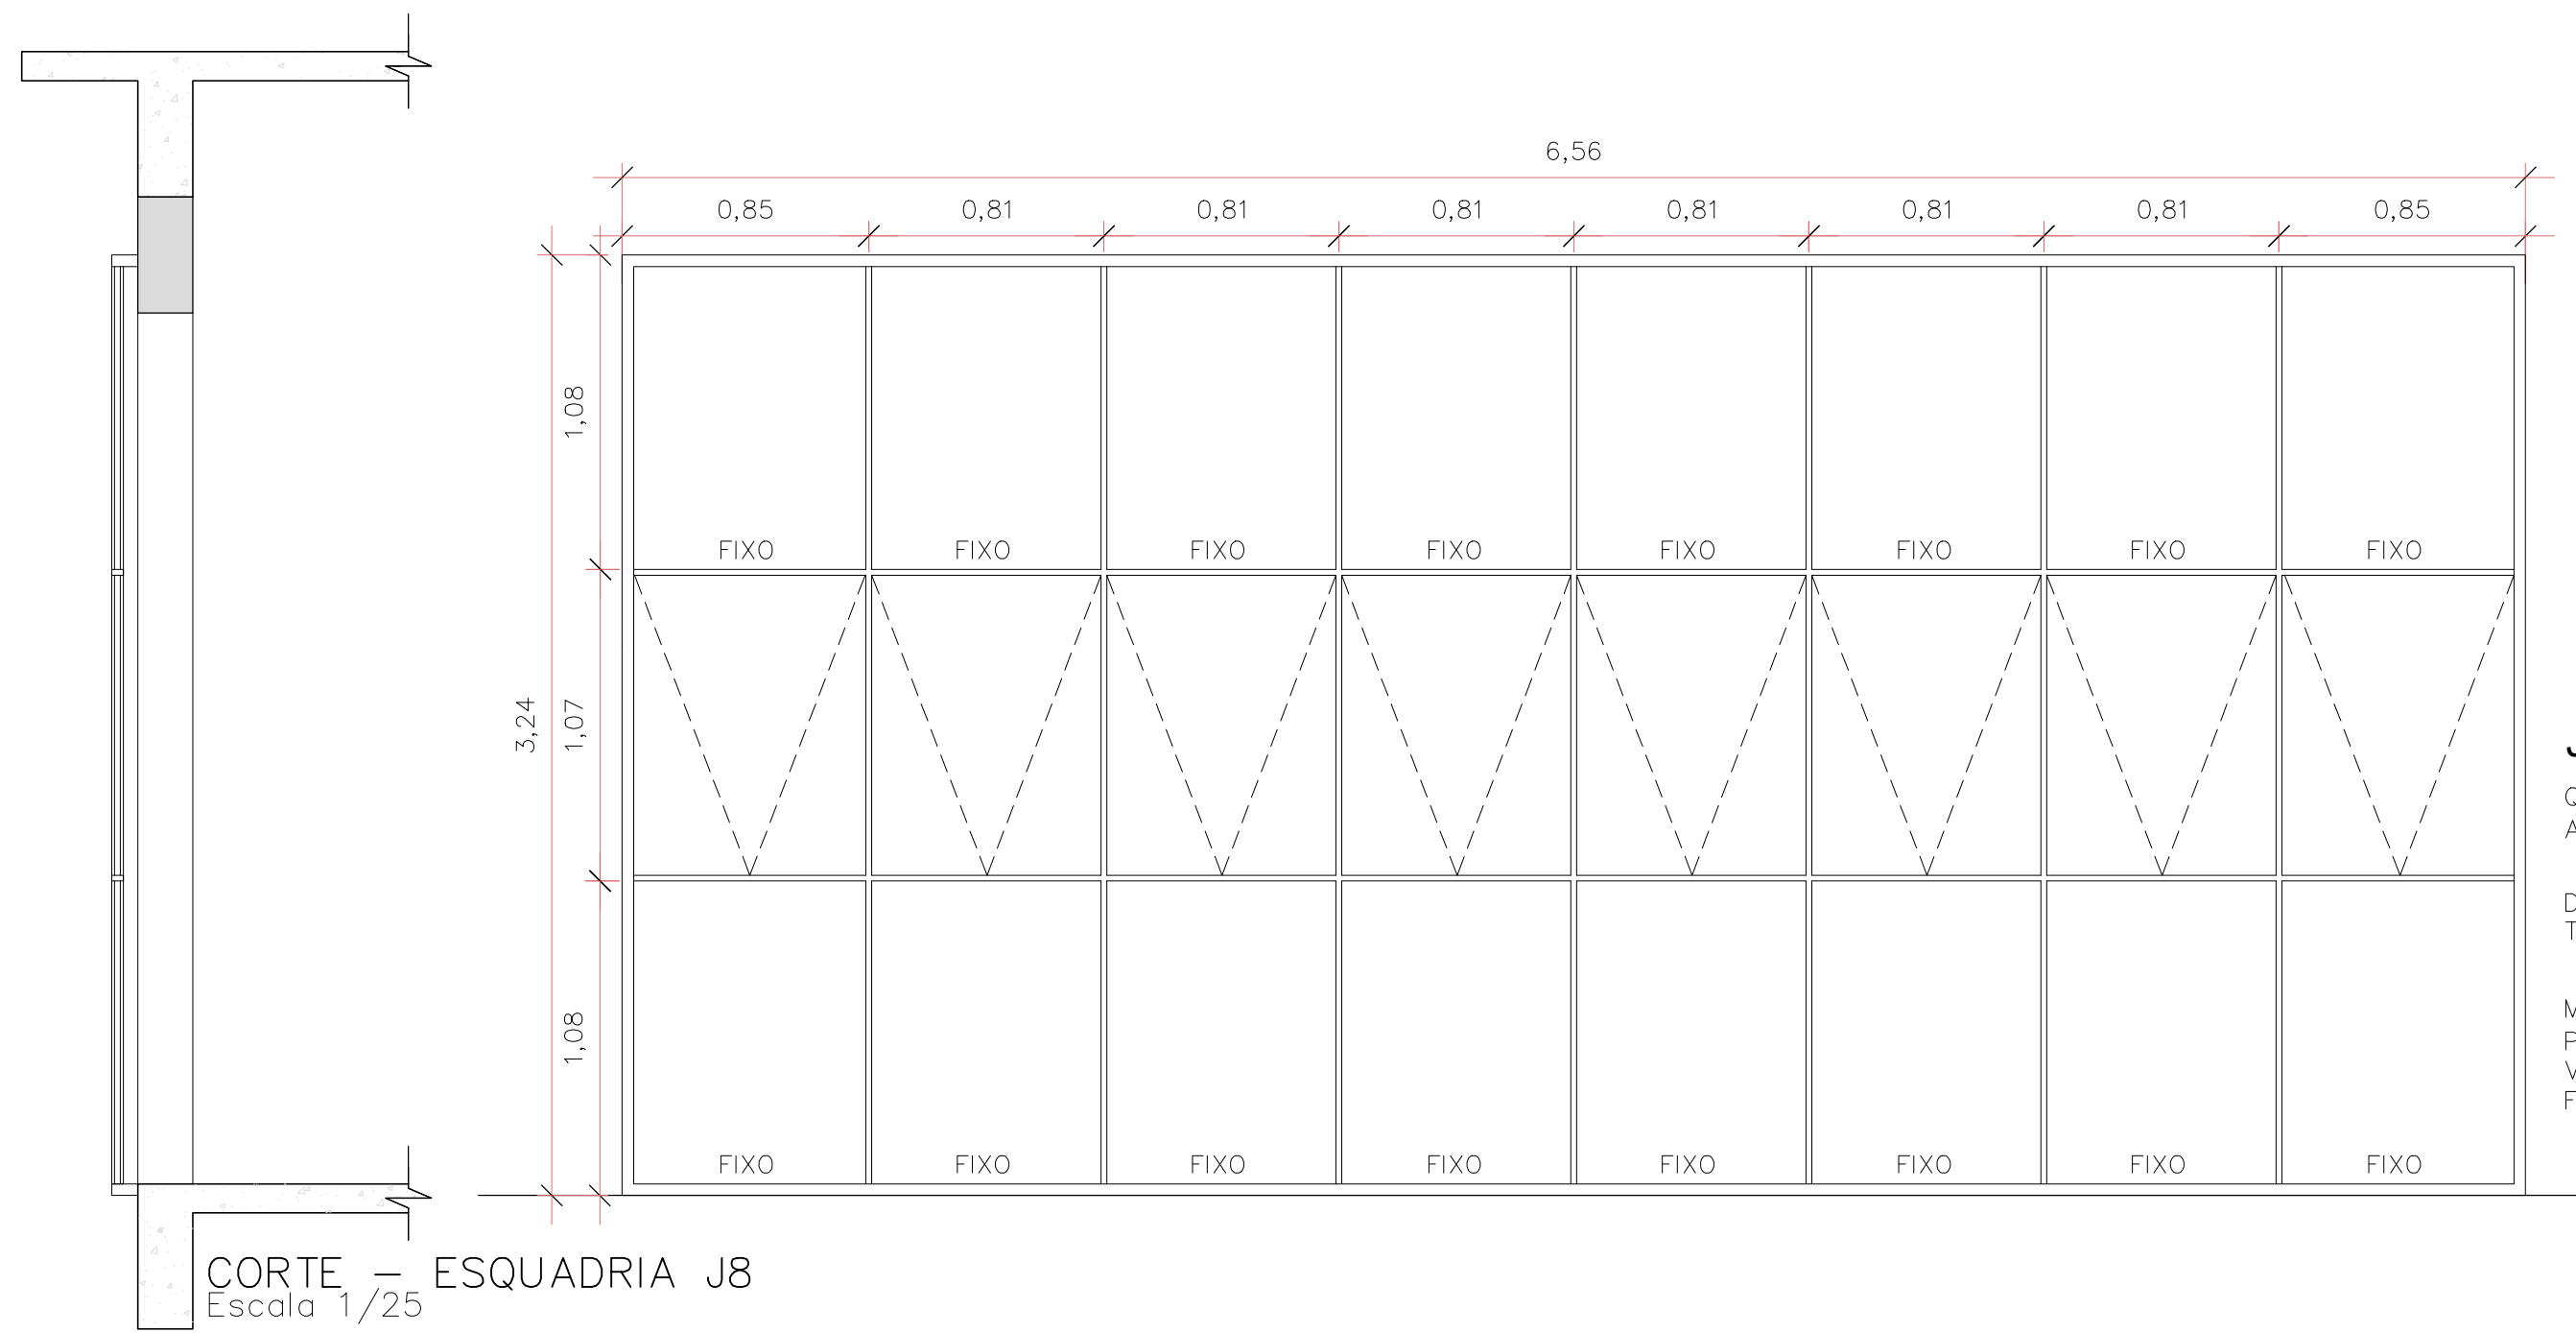 6,56
0,85 0,81 0,81 0,81 0,81 0,81 0,81 0,85
1,08
FIXO FIXO FIXO FIXO FIXO FIXO FIXO FIXO
3,24
1,07
1,08
FIXO FIXO FIXO FIXO FIXO FIXO FIXO FIXO
CORTE – ESQUADRIA J8
Escala 1/25